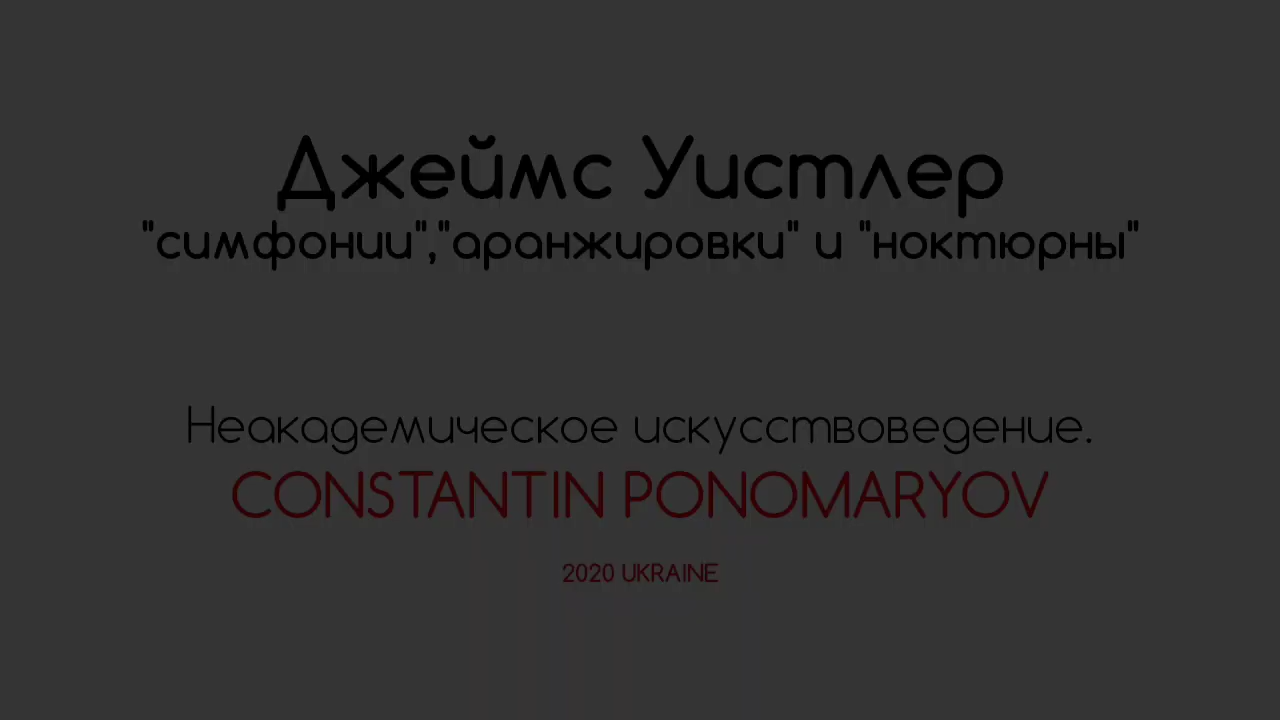 Джеймс Уистлер
"симфонии","аранжировки" и "ноктюрны"
Неакадемическое искусствоведение.
CONSTANTIN PONOMARYOV
2020 UKRAINE